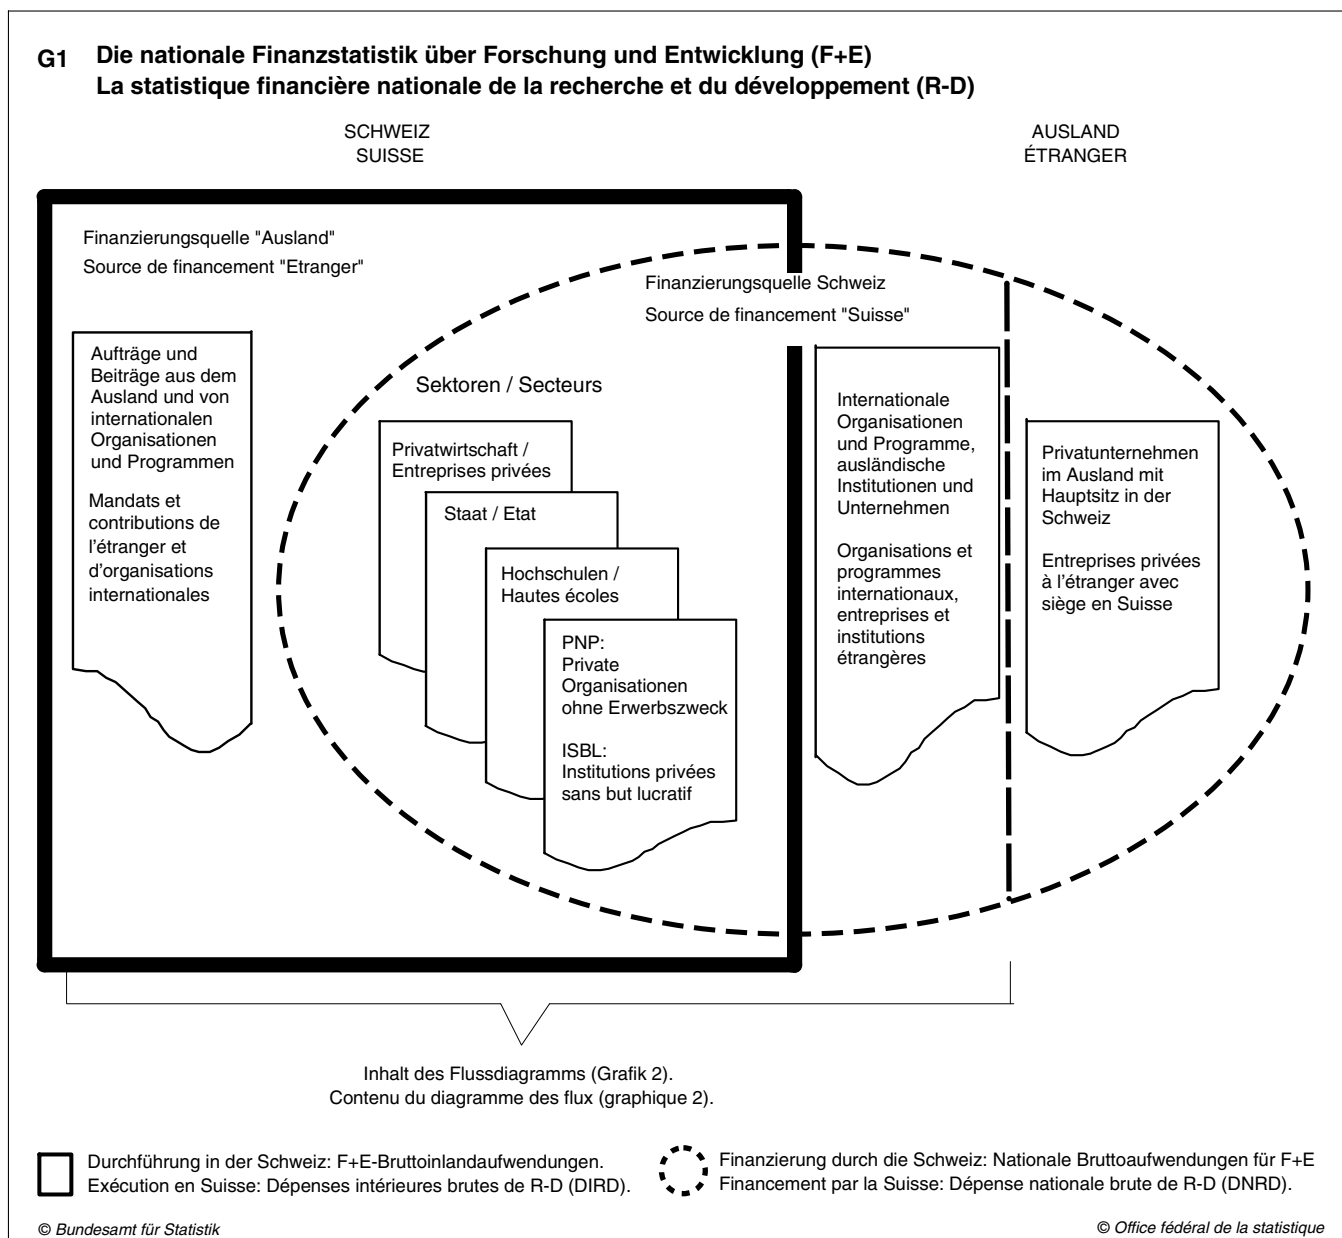 G1 Die nationale Finanzstatistik über Forschung und Entwicklung (F+E)
La statistique financière nationale de la recherche et du développement (R-D)
SCHWEIZ
SUISSE
AUSLAND
ÉTRANGER
Finanzierungsquelle "Ausland"
Source de financement "Etranger"
Finanzierungsquelle Schweiz
Source de financement "Suisse"
Aufträge und
Beiträge aus dem
Ausland und von
internationalen
Organisationen
und Programmen
Mandats et
contributions de
l'étranger et
d'organisations
internationales
Sektoren / Secteurs
Privatwirtschaft /
Entreprises privées
Staat / Etat
Hochschulen /
Hautes écoles
PNP:
Private
Organisationen
ohne Erwerbszweck
ISBL:
Institutions privées
sans but lucratif
Internationale
Organisationen
und Programme,
ausländische
Institutionen und
Unternehmen
Organisations et
programmes
internationaux,
entreprises et
institutions
étrangères
Privatunternehmen
im Ausland mit
Hauptsitz in der
Schweiz
Entreprises privées
à l'étranger avec
siège en Suisse
Inhalt des Flussdiagramms (Grafik 2).
Contenu du diagramme des flux (graphique 2).
Durchführung in der Schweiz: F+E-Bruttoinlandaufwendungen.
Exécution en Suisse: Dépenses intérieures brutes de R-D (DIRD).
Finanzierung durch die Schweiz: Nationale Bruttoaufwendungen für F+E
Financement par la Suisse: Dépense nationale brute de R-D (DNRD).
© Bundesamt für Statistik
© Office fédéral de la statistique